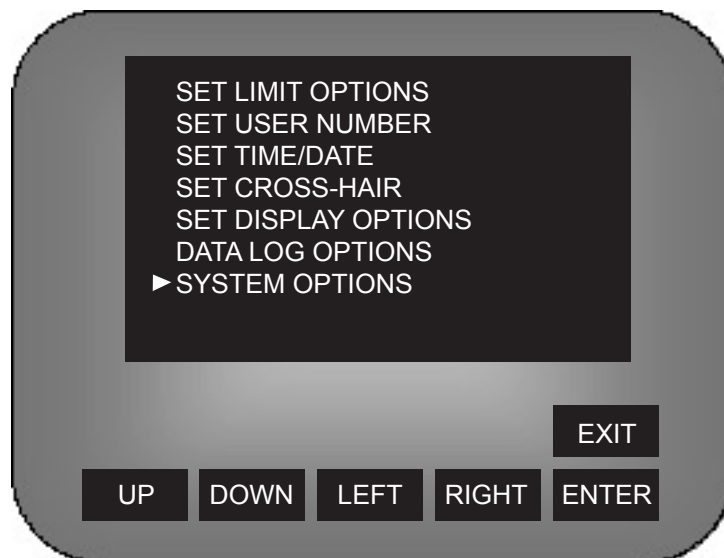 SET LIMIT OPTIONS
SET USER NUMBER
SET TIME/DATE
SET CROSS-HAIR
SET DISPLAY OPTIONS
DATA LOG OPTIONS
►SYSTEM OPTIONS
EXIT
UP DOWN LEFT RIGHT ENTER